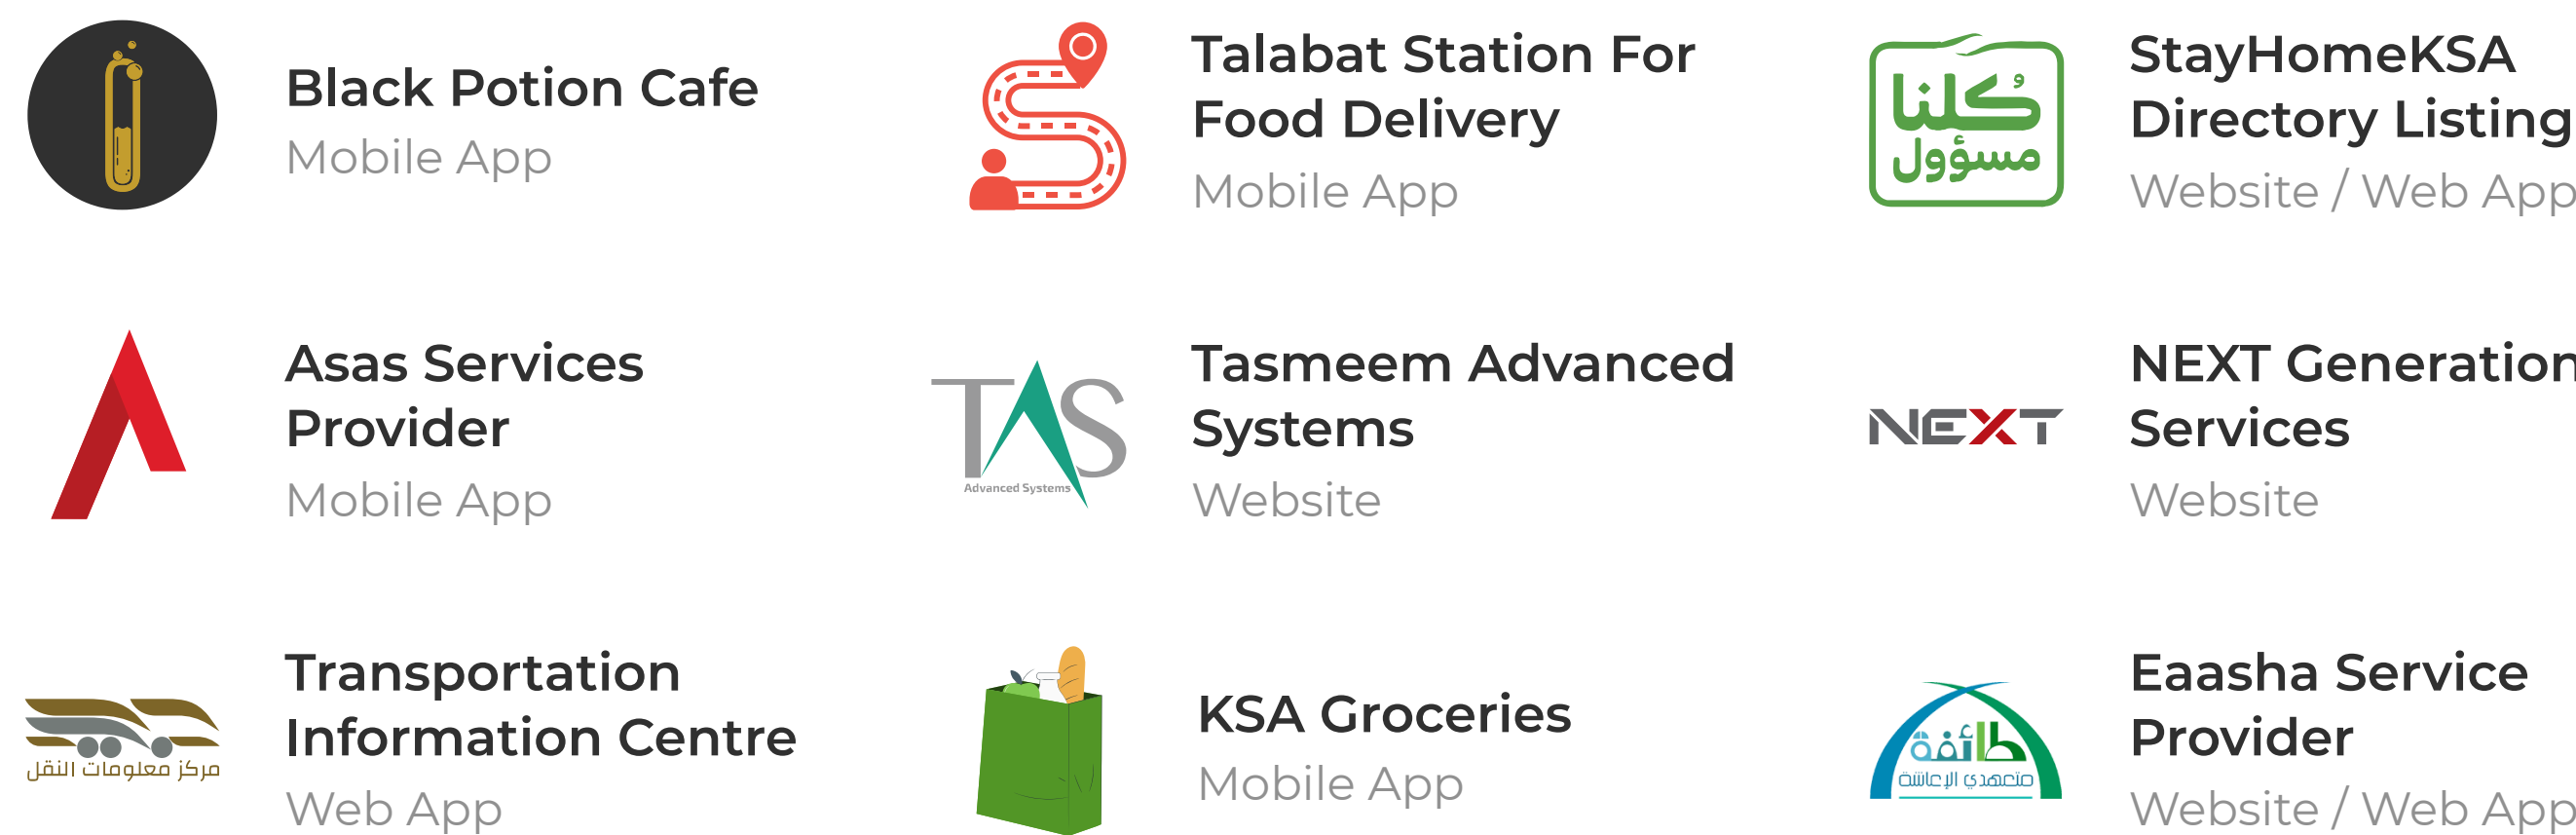 Black Potion Cafe
Mobile App
Talabat Station For
Food Delivery
Mobile App
كُلنا
مسؤول
StayHomeKSA
Directory Listing
Website / Web App
Asas Services
Provider
Mobile App
TAS
Advanced Systems
Tasmeem Advanced
Systems
Website
NEXT
NEXT Generation
Services
Website
مركز معلومات النقل
Transportation
Information Centre
Web App
KSA Groceries
Mobile App
طائفة
متعهدي الإعاشة
Eaasha Service
Provider
Website / Web App